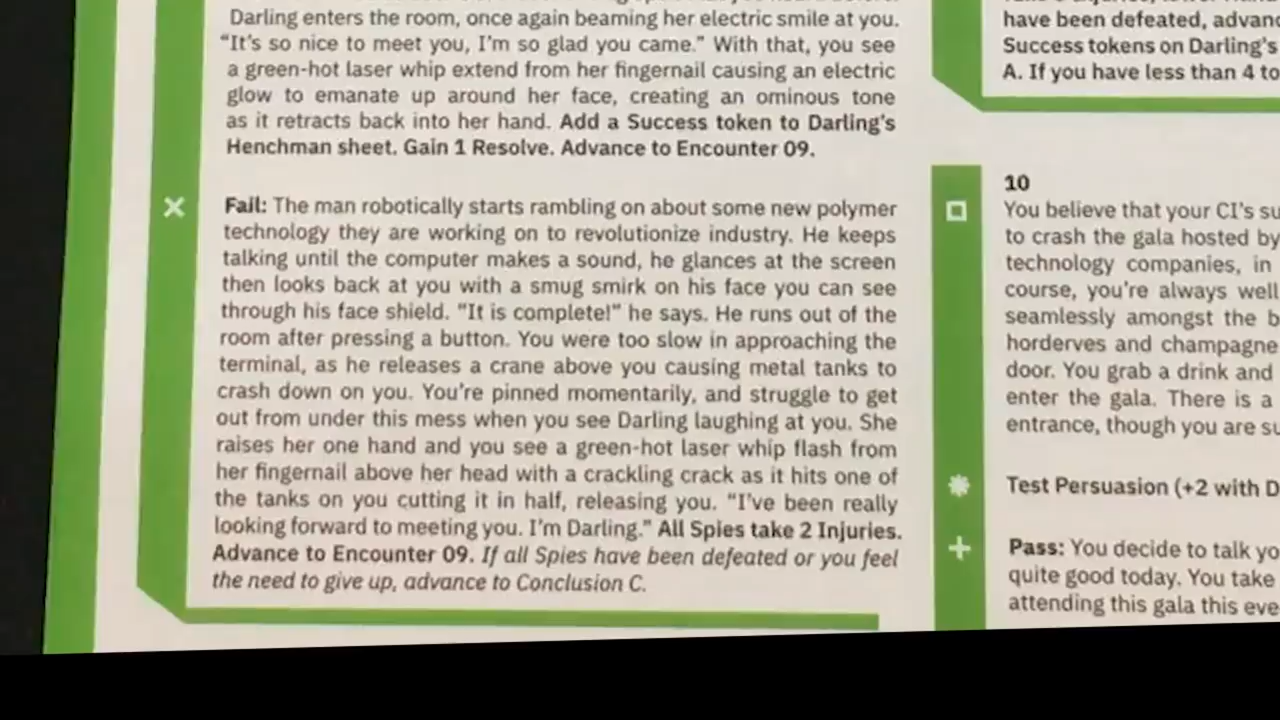 Darling enters the room, once again beaming her electric smile at you.
“It’s so nice to meet you, I’m so glad you came.” With that, you see
a green-hot laser whip extend from her fingernail causing an electric
glow to emanate up around her face, creating an ominous tone
as it retracts back into her hand. Add a Success token to Darling’s
Henchman sheet. Gain 1 Resolve. Advance to Encounter 09.
Fail: The man robotically starts rambling on about some new polymer
technology they are working on to revolutionize industry. He keeps
talking until the computer makes a sound, he glances at the screen
then looks back at you with a smug smirk on his face you can see
through his face shield. “It is complete!” he says. He runs out of the
room after pressing a button. You were too slow in approaching the
terminal, as he releases a crane above you causing metal tanks to
crash down on you. You’re pinned momentarily, and struggle to get
out from under this mess when you see Darling laughing at you. She
raises her one hand and you see a green-hot laser whip flash from
her fingernail above her head with a crackling crack as it hits one of
the tanks on you cutting it in half, releasing you. “I’ve been really
looking forward to meeting you. I’m Darling.” All Spies take 2 Injuries.
Advance to Encounter 09. If all Spies have been defeated or you feel
the need to give up, advance to Conclusion C.
have been defeated, advanc
Success tokens on Darling’s
A. If you have less than 4 to
10
You believe that your CI’s su
to crash the gala hosted by
technology companies, in
course, you’re always well
seamlessly amongst the b
horderves and champagne
door. You grab a drink and
enter the gala. There is a
entrance, though you are su
Test Persuasion (+2 with D
Pass: You decide to talk yo
quite good today. You take
attending this gala this eve